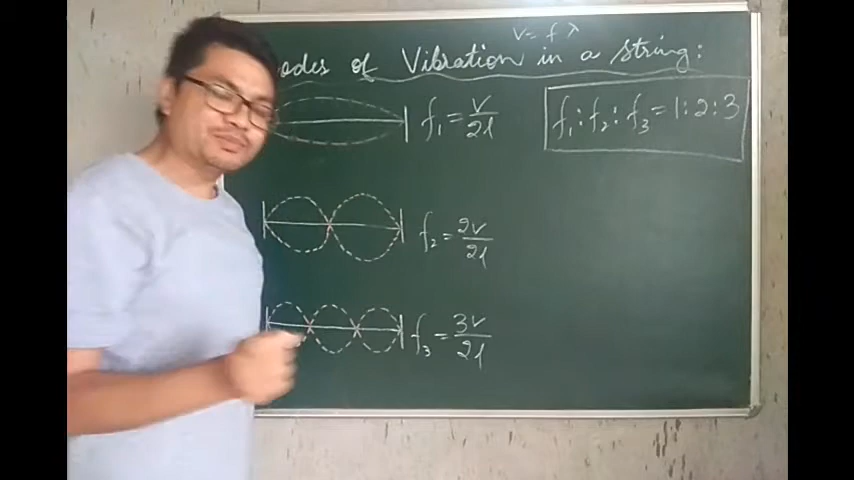 v = f λ
odes of Vibration in a String:
f₁ = v/2l
f₁ : f₂ : f₃ = 1 : 2 : 3
f₂ = 2v/2l
f₃ = 3v/2l